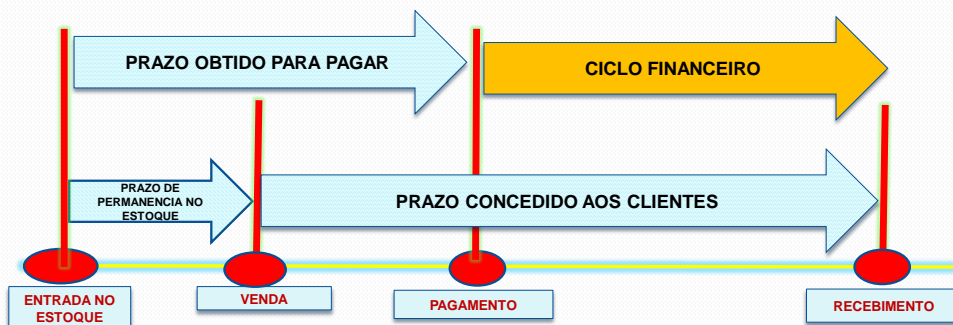 PRAZO OBTIDO PARA PAGAR
CICLO FINANCEIRO
PRAZO DE
PERMANENCIA NO
ESTOQUE
PRAZO CONCEDIDO AOS CLIENTES
ENTRADA NO
ESTOQUE
VENDA
PAGAMENTO
RECEBIMENTO